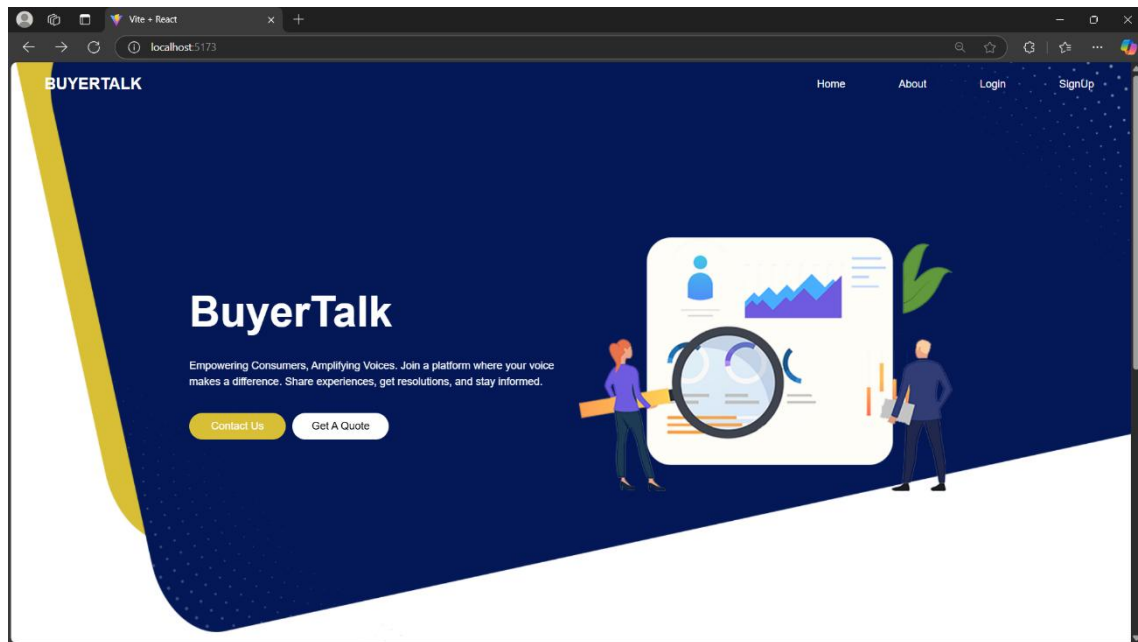 Vite + React
localhost:5173
BUYERTALK
Home About Login SignUp
BuyerTalk
Empowering Consumers, Amplifying Voices. Join a platform where your voice
makes a difference. Share experiences, get resolutions, and stay informed.
Contact Us Get A Quote